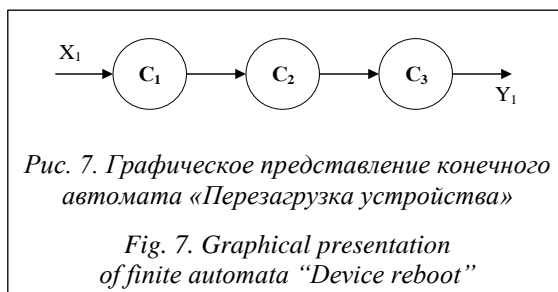 X₁
C₁ C₂ C₃
Y₁
Рис. 7. Графическое представление конечного
автомата «Перезагрузка устройства»
Fig. 7. Graphical presentation
of finite automata “Device reboot”